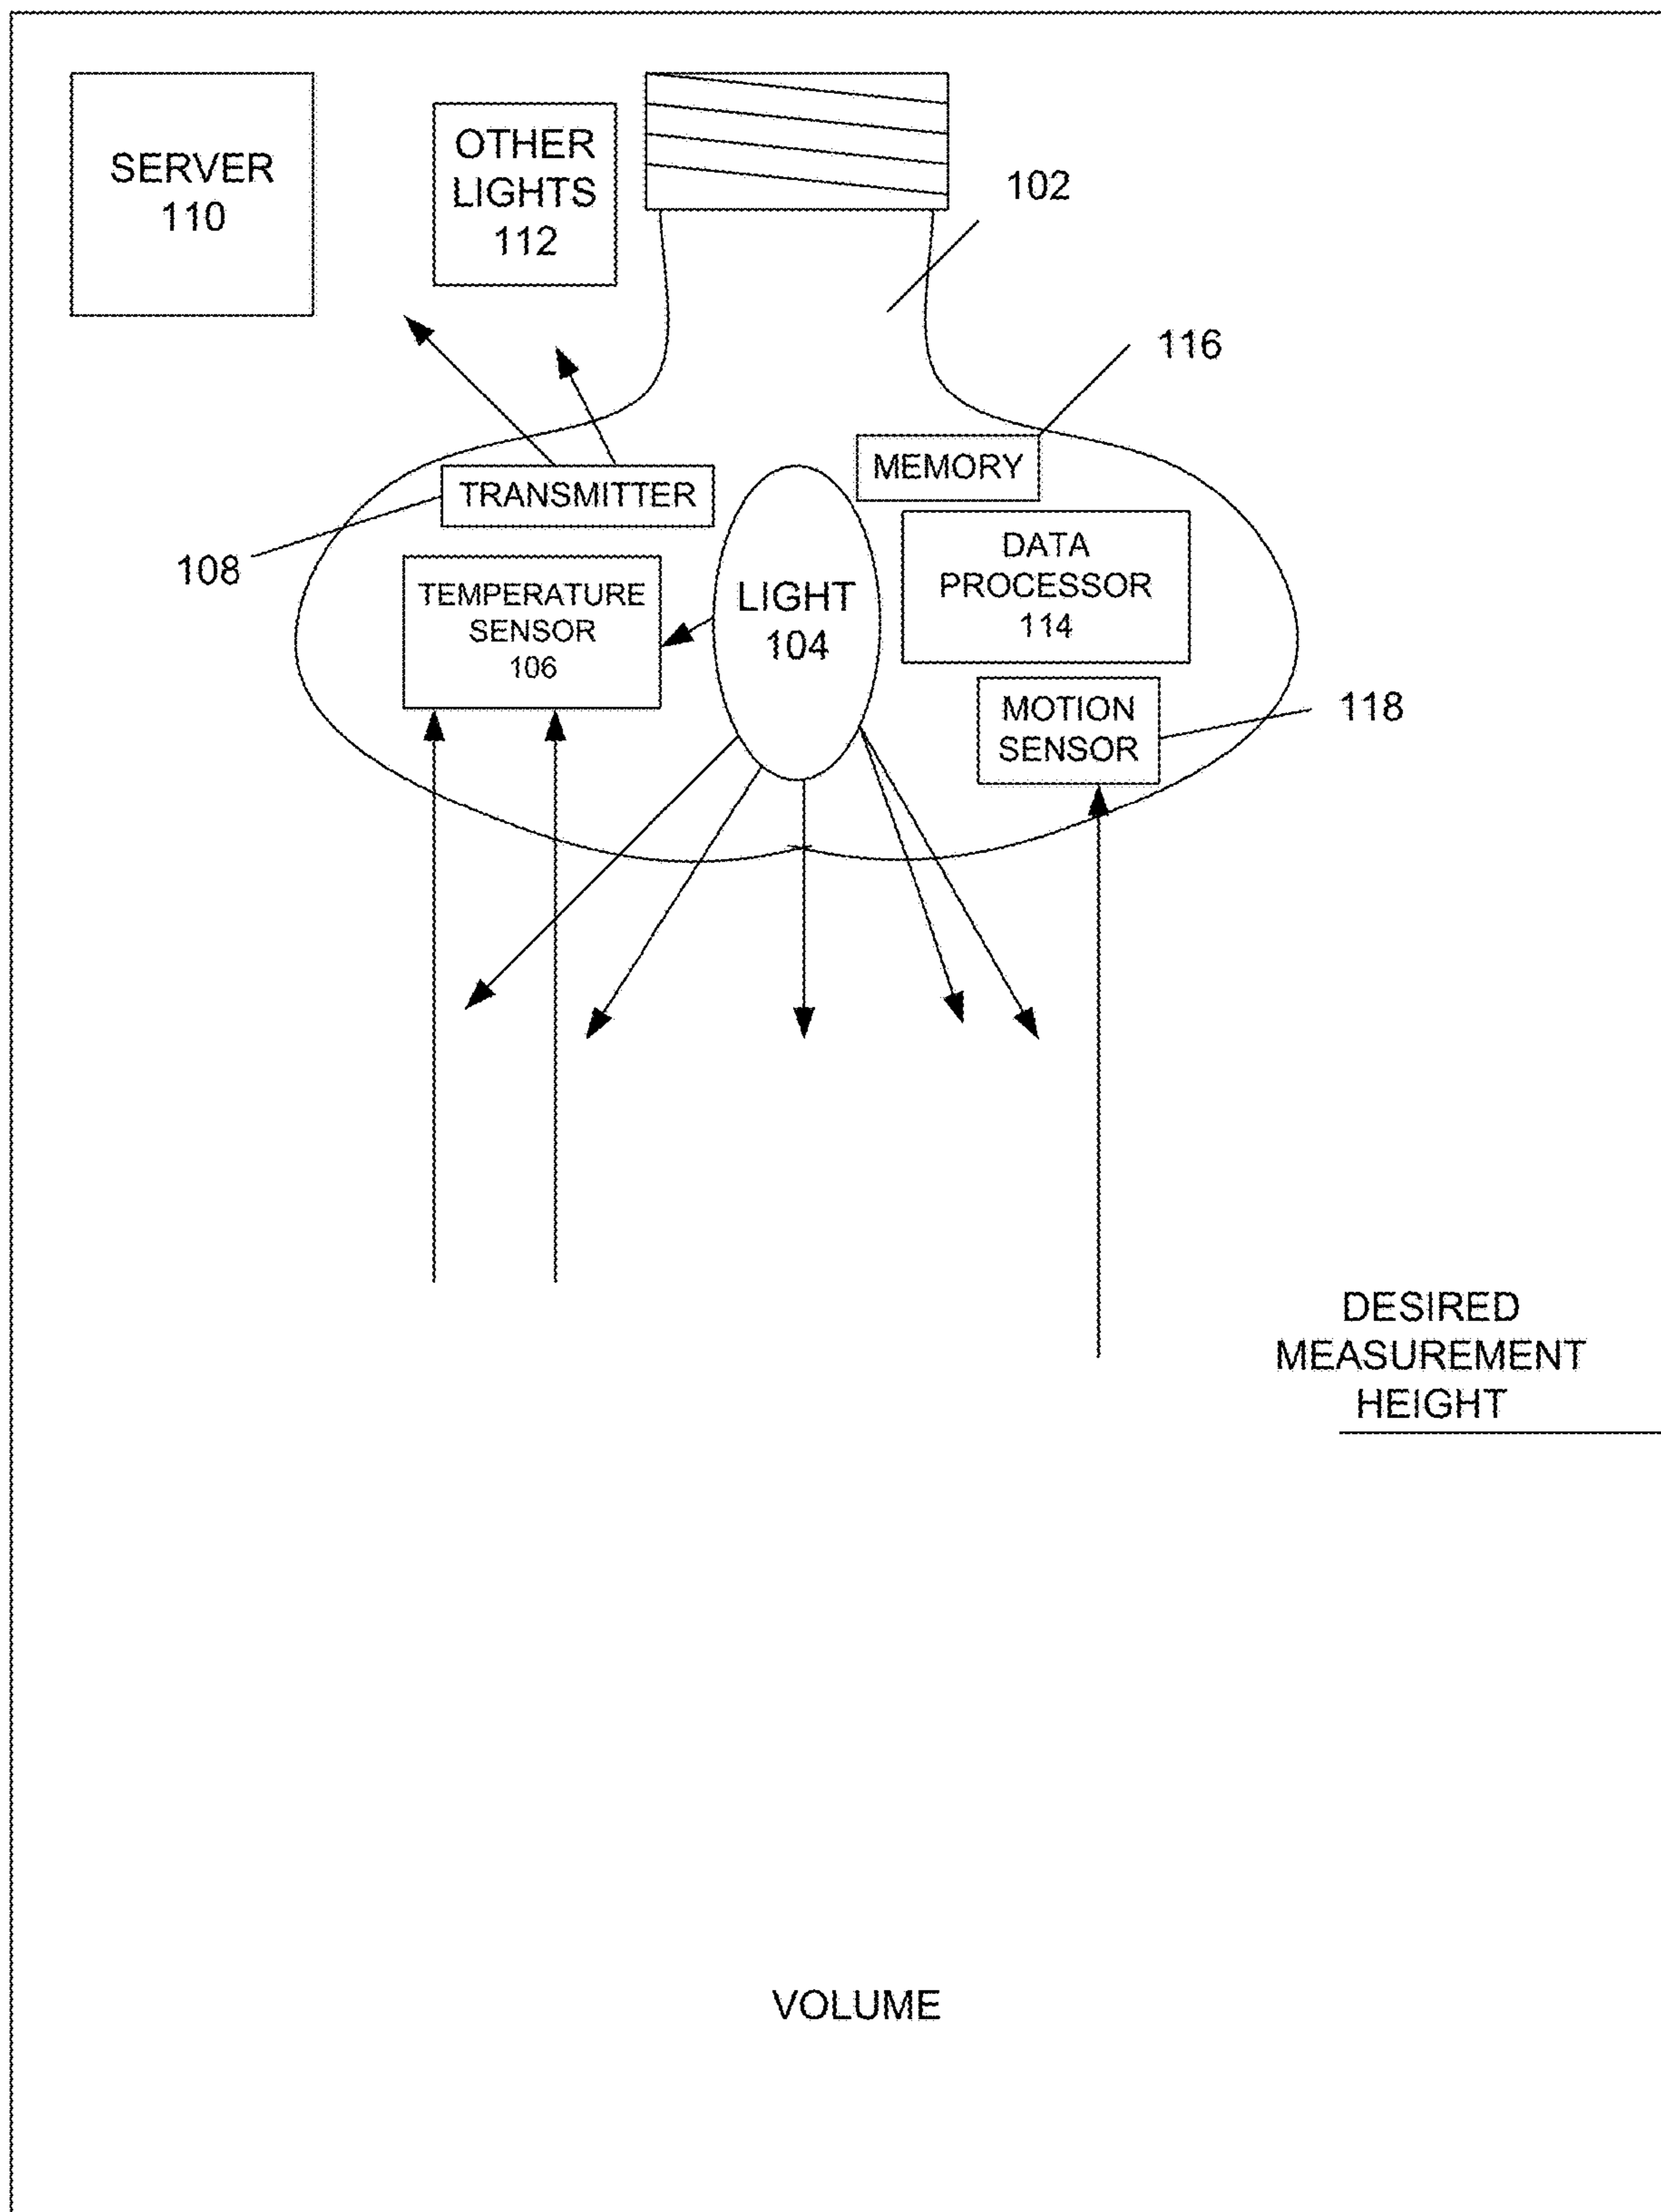 SERVER
110
OTHER
LIGHTS
112
102
116
MEMORY
TRANSMITTER
108
DATA
PROCESSOR
114
TEMPERATURE
SENSOR
106
LIGHT
104
MOTION
SENSOR
118
DESIRED
MEASUREMENT
HEIGHT
VOLUME